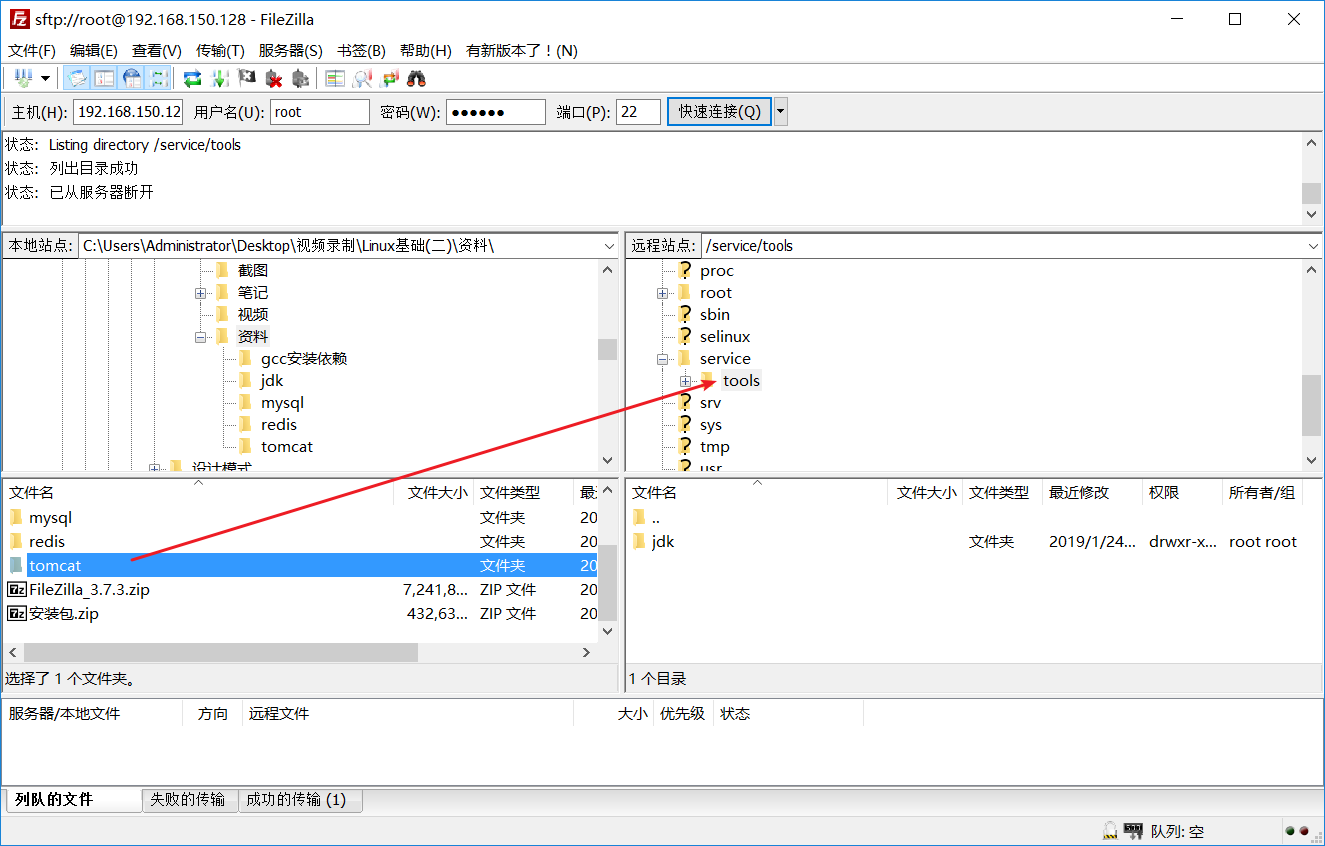 sftp://root@192.168.150.128 - FileZilla
文件(F) 编辑(E) 查看(V) 传输(T) 服务器(S) 书签(B) 帮助(H) 有新版本了！(N)
主机(H): 192.168.150.12 用户名(U): root 密码(W): ●●●●●● 端口(P): 22 快速连接(Q)
状态: Listing directory /service/tools
状态: 列出目录成功
状态: 已从服务器断开
本地站点: C:\Users\Administrator\Desktop\视频录制\Linux基础(二)\资料\
截图
笔记
视频
资料
gcc安装依赖
jdk
mysql
redis
tomcat
设计模式
远程站点: /service/tools
proc
root
sbin
selinux
service
tools
srv
sys
tmp
usr
文件名 文件大小 文件类型 最
mysql 文件夹 20
redis 文件夹 20
tomcat 文件夹 20
FileZilla_3.7.3.zip 7,241,8... ZIP 文件 20
安装包.zip 432,63... ZIP 文件 20
选择了 1 个文件夹。
文件名 文件大小 文件类型 最近修改 权限 所有者/组
..
jdk 文件夹 2019/1/24... drwxr-x... root root
1 个目录
服务器/本地文件 方向 远程文件 大小 优先级 状态
列队的文件 失败的传输 成功的传输 (1)
队列: 空